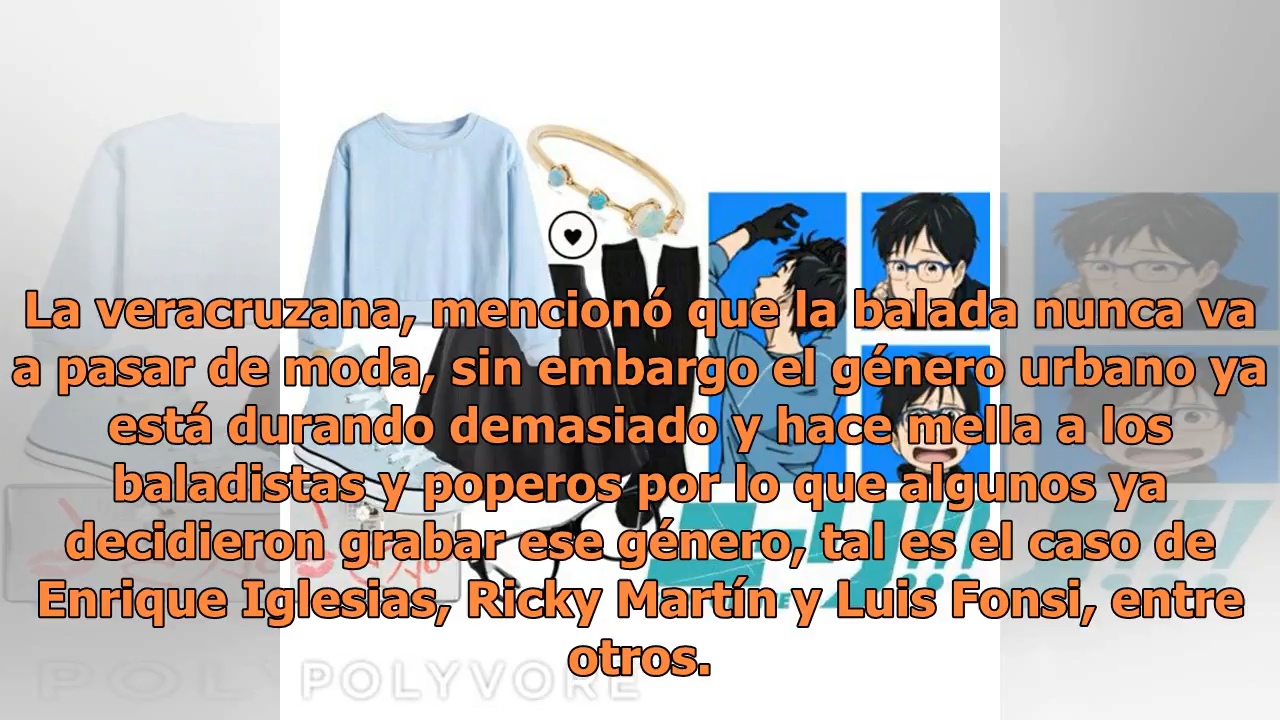 La veracruzana, mencionó que la balada nunca va
a pasar de moda, sin embargo el género urbano ya
está durando demasiado y hace mella a los
baladistas y poperos por lo que algunos ya
decidieron grabar ese género, tal es el caso de
Enrique Iglesias, Ricky Martín y Luis Fonsi, entre
otros.
POLYVORE